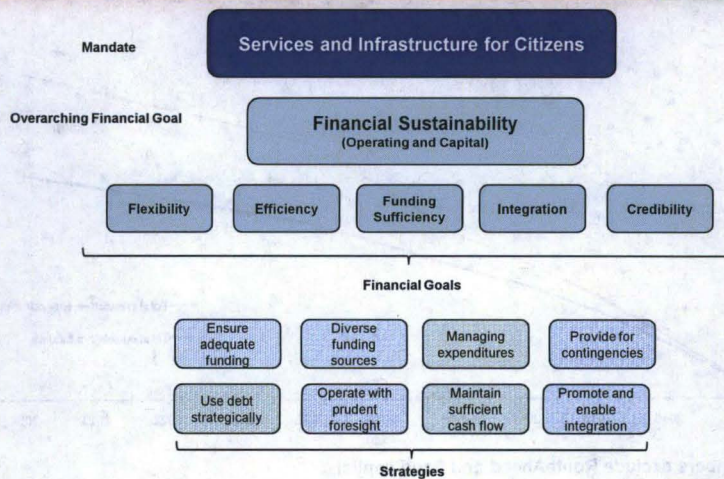 Mandate
Services and Infrastructure for Citizens
Overarching Financial Goal
Financial Sustainability
(Operating and Capital)
Flexibility
Efficiency
Funding
Sufficiency
Integration
Credibility
Financial Goals
Ensure
adequate
funding
Diverse
funding
sources
Managing
expenditures
Provide for
contingencies
Use debt
strategically
Operate with
prudent
foresight
Maintain
sufficient
cash flow
Promote and
enable
integration
Strategies